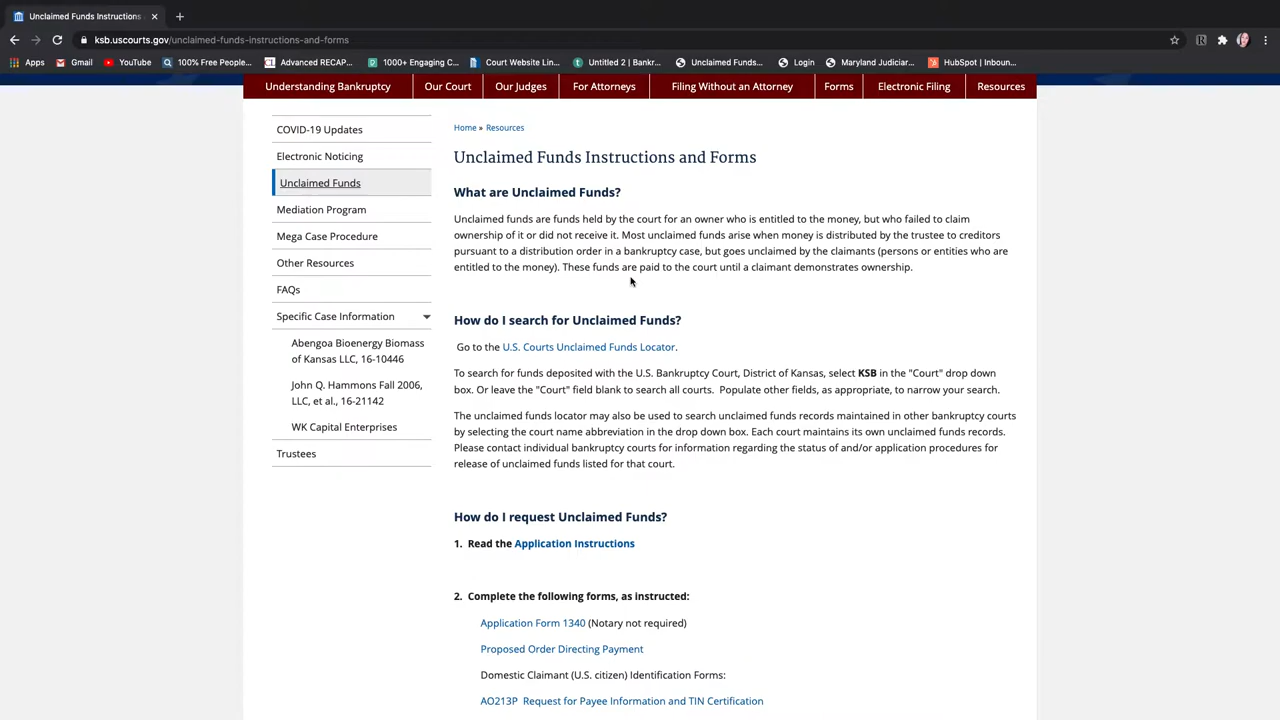 Unclaimed Funds Instructions
ksb.uscourts.gov/unclaimed-funds-instructions-and-forms
Apps
Gmail
YouTube
100% Free People...
Advanced RECAP...
1000+ Engaging C...
Court Website Lin...
Untitled 2 | Bankr...
Unclaimed Funds...
Login
Maryland Judiciar...
HubSpot | Inboun...
Understanding Bankruptcy
Our Court
Our Judges
For Attorneys
Filing Without an Attorney
Forms
Electronic Filing
Resources
COVID-19 Updates
Electronic Noticing
Unclaimed Funds
Mediation Program
Mega Case Procedure
Other Resources
FAQs
Specific Case Information
Abengoa Bioenergy Biomass
of Kansas LLC, 16-10446
John Q. Hammons Fall 2006,
LLC, et al., 16-21142
WK Capital Enterprises
Trustees
Home » Resources
Unclaimed Funds Instructions and Forms
What are Unclaimed Funds?
Unclaimed funds are funds held by the court for an owner who is entitled to the money, but who failed to claim
ownership of it or did not receive it. Most unclaimed funds arise when money is distributed by the trustee to creditors
pursuant to a distribution order in a bankruptcy case, but goes unclaimed by the claimants (persons or entities who are
entitled to the money). These funds are paid to the court until a claimant demonstrates ownership.
How do I search for Unclaimed Funds?
Go to the U.S. Courts Unclaimed Funds Locator.
To search for funds deposited with the U.S. Bankruptcy Court, District of Kansas, select KSB in the "Court" drop down
box. Or leave the "Court" field blank to search all courts. Populate other fields, as appropriate, to narrow your search.
The unclaimed funds locator may also be used to search unclaimed funds records maintained in other bankruptcy courts
by selecting the court name abbreviation in the drop down box. Each court maintains its own unclaimed funds records.
Please contact individual bankruptcy courts for information regarding the status of and/or application procedures for
release of unclaimed funds listed for that court.
How do I request Unclaimed Funds?
1. Read the Application Instructions
2. Complete the following forms, as instructed:
Application Form 1340 (Notary not required)
Proposed Order Directing Payment
Domestic Claimant (U.S. citizen) Identification Forms:
AO213P Request for Payee Information and TIN Certification